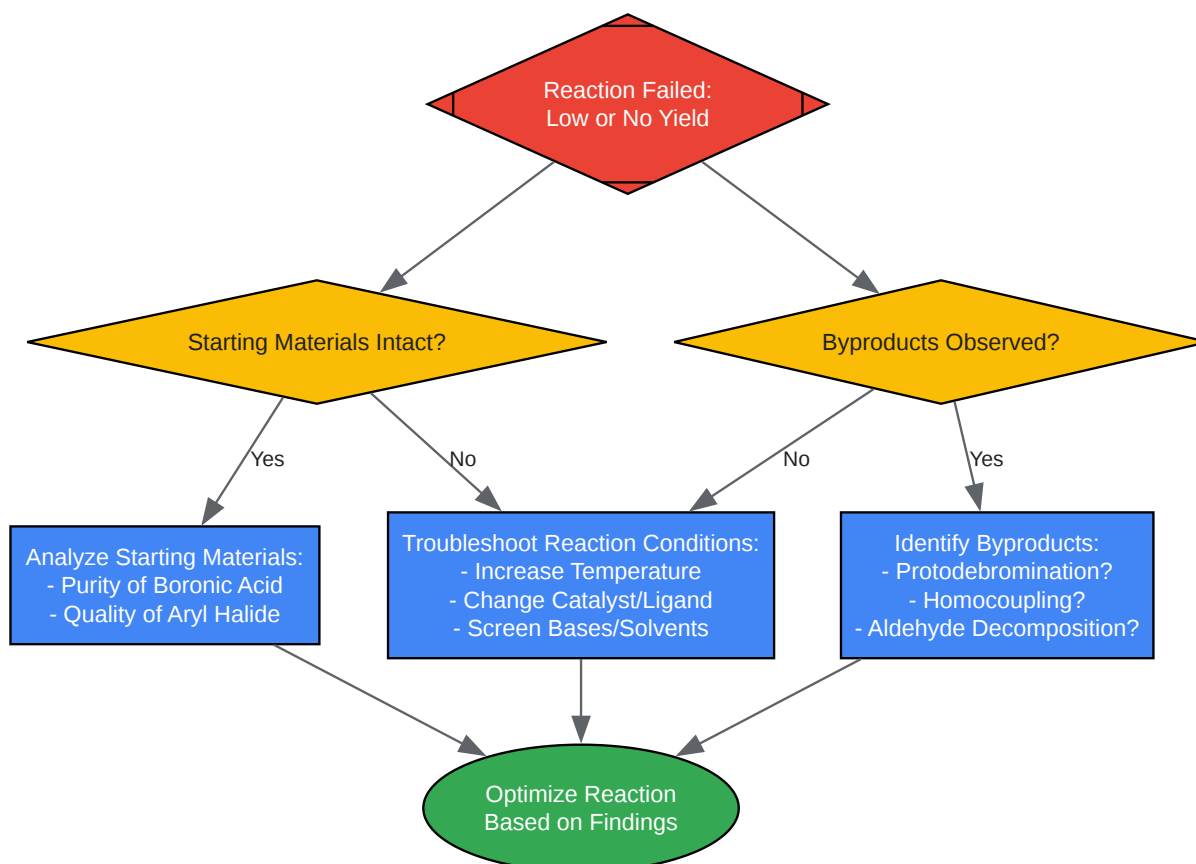 Reaction Failed:
Low or No Yield
Starting Materials Intact?
Byproducts Observed?
Yes
No
No
Yes
Analyze Starting Materials:
- Purity of Boronic Acid
- Quality of Aryl Halide
Troubleshoot Reaction Conditions:
- Increase Temperature
- Change Catalyst/Ligand
- Screen Bases/Solvents
Identify Byproducts:
- Protodebromination?
- Homocoupling?
- Aldehyde Decomposition?
Optimize Reaction
Based on Findings